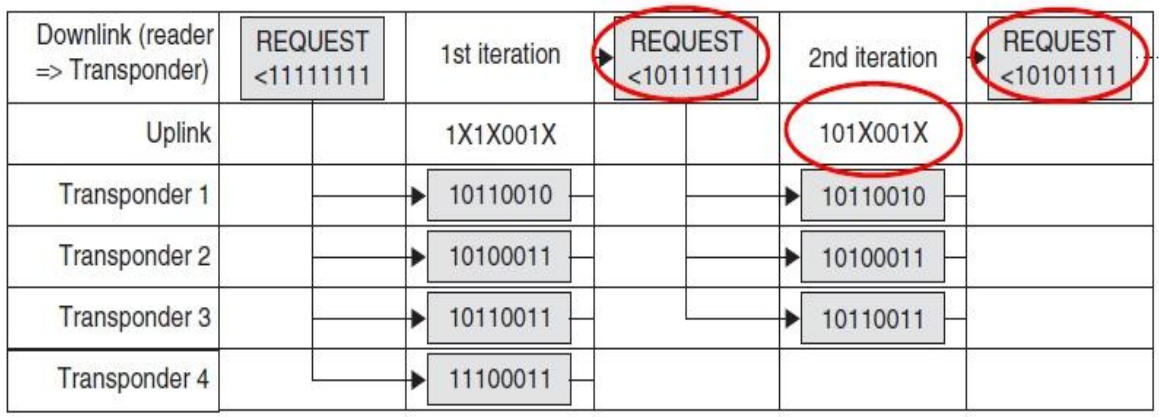 Downlink (reader
=> Transponder)
REQUEST
<11111111
1st iteration
REQUEST
<10111111
2nd iteration
REQUEST
<10101111
Uplink
1X1X001X
101X001X
Transponder 1
10110010
10110010
Transponder 2
10100011
10100011
Transponder 3
10110011
10110011
Transponder 4
11100011